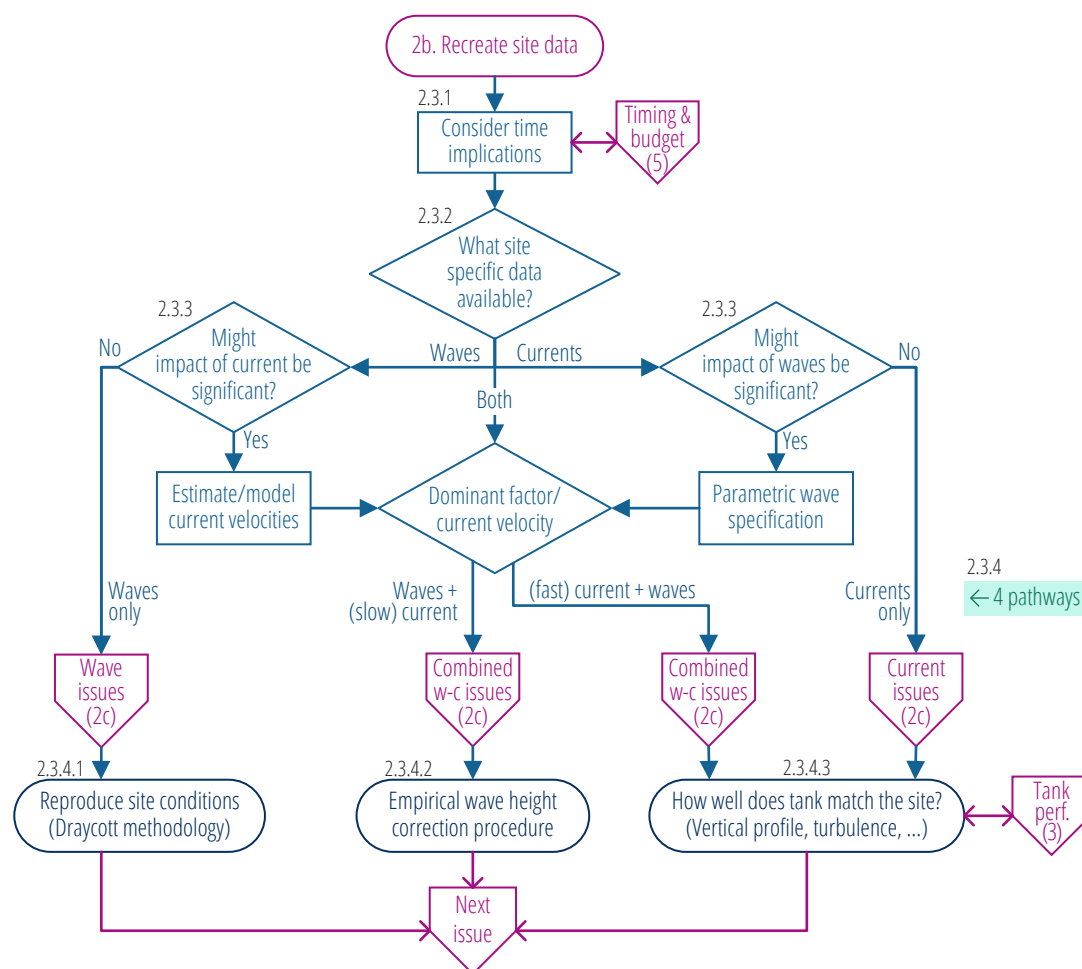 2b. Recreate site data
2.3.1
Consider time
implications
Timing &
budget
(5)
2.3.2
What site
specific data
available?
2.3.3
Might
impact of current be
significant?
No
Waves
Currents
Both
2.3.3
Might
impact of waves be
significant?
No
Yes
Yes
Estimate/model
current velocities
Dominant factor/
current velocity
Parametric wave
specification
Waves
only
Waves +
(slow) current
(fast) current + waves
Currents
only
2.3.4
← 4 pathways
Wave
issues
(2c)
Combined
w-c issues
(2c)
Combined
w-c issues
(2c)
Current
issues
(2c)
2.3.4.1
Reproduce site conditions
(Draycott methodology)
2.3.4.2
Empirical wave height
correction procedure
2.3.4.3
How well does tank match the site?
(Vertical profile, turbulence, ...)
Tank
perf.
(3)
Next
issue